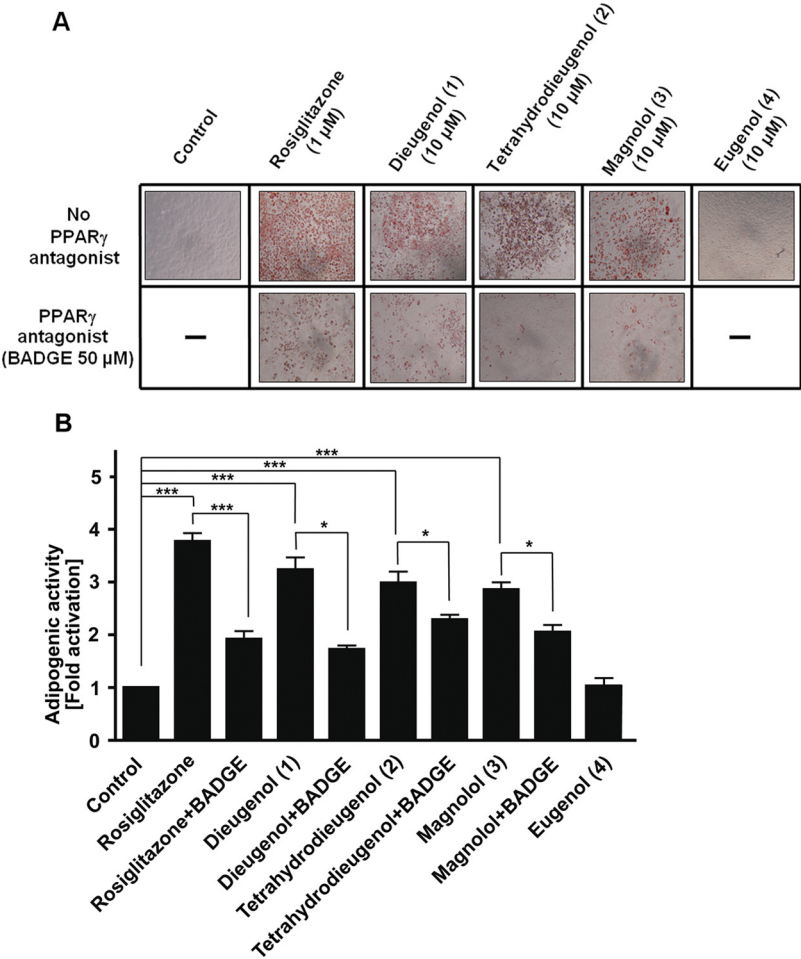 A
Control
Rosiglitazone
(1 µM)
Dieugenol (1)
(10 µM)
Tetrahydrodieugenol (2)
(10 µM)
Magnolol (3)
(10 µM)
Eugenol (4)
(10 µM)
No
PPARγ
antagonist
PPARγ
antagonist
(BADGE 50 µM)
–
–
B
Adipogenic activity
[Fold activation]
5
4
3
2
1
0
***
***
***
***
***
*
*
*
Control
Rosiglitazone
Rosiglitazone+BADGE
Dieugenol (1)
Dieugenol+BADGE
Tetrahydrodieugenol (2)
Tetrahydrodieugenol+BADGE
Magnolol (3)
Magnolol+BADGE
Eugenol (4)